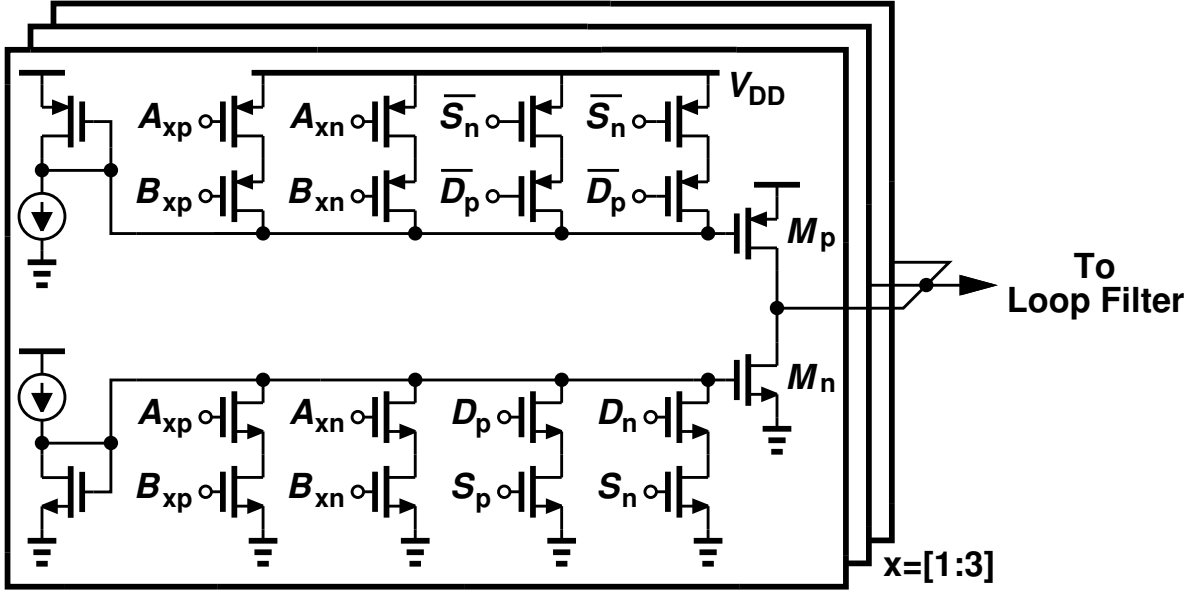 V_DD
A_xp A_xn S̅_n S̅_n
B_xp B_xn D̅_p D̅_p
M_p
To
Loop Filter
M_n
A_xp A_xn D_p D_n
B_xp B_xn S_p S_n
x=[1:3]